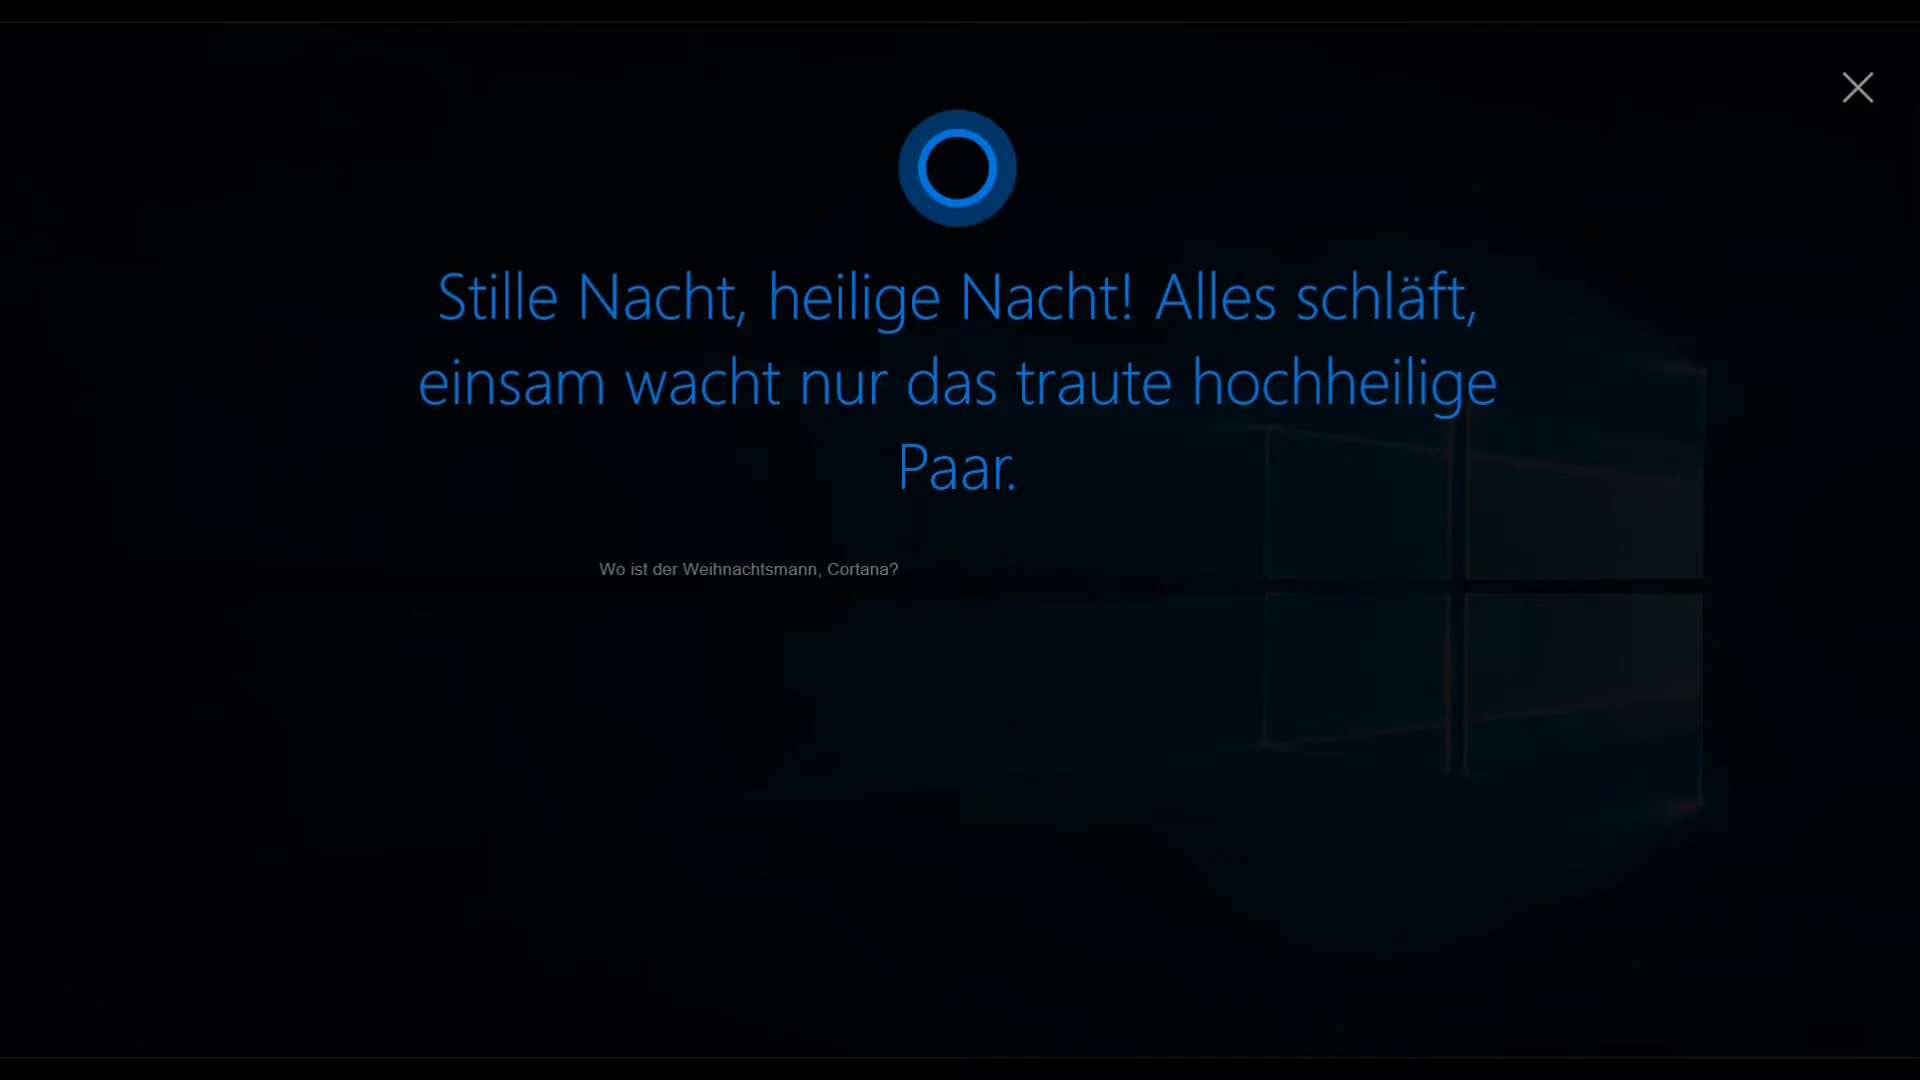 Stille Nacht, heilige Nacht! Alles schläft,
einsam wacht nur das traute hochheilige
Paar.
Wo ist der Weihnachtsmann, Cortana?